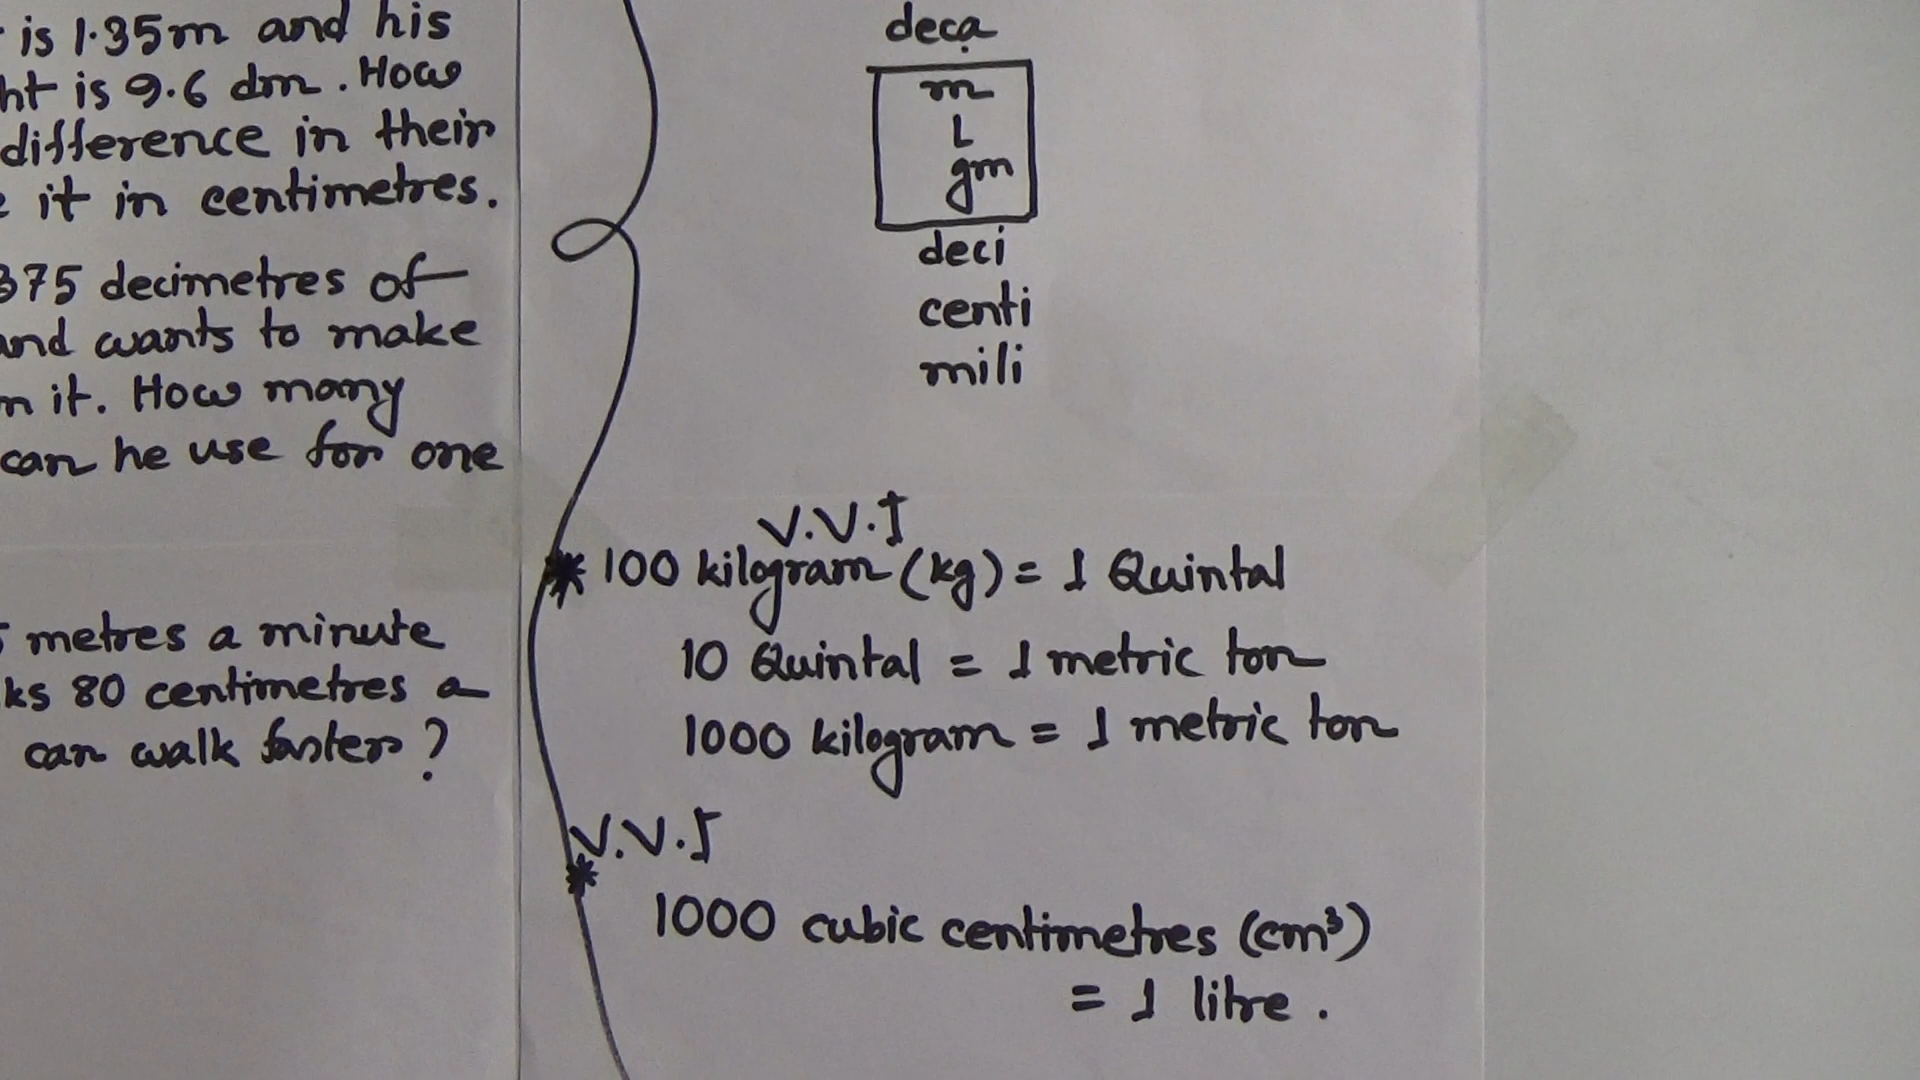 is 1.35m and his
ht is 9.6 dm. How
difference in their
e it in centimetres.
375 decimetres of
and wants to make
m it. How many
can he use for one
5 metres a minute
ks 80 centimetres a
can walk faster?
deca
m
L
gm
deci
centi
mili
V.V.I
* 100 kilogram (kg) = 1 Quintal
10 Quintal = 1 metric ton
1000 kilogram = 1 metric ton
V.V.I
* 1000 cubic centimetres (cm³)
= 1 litre.